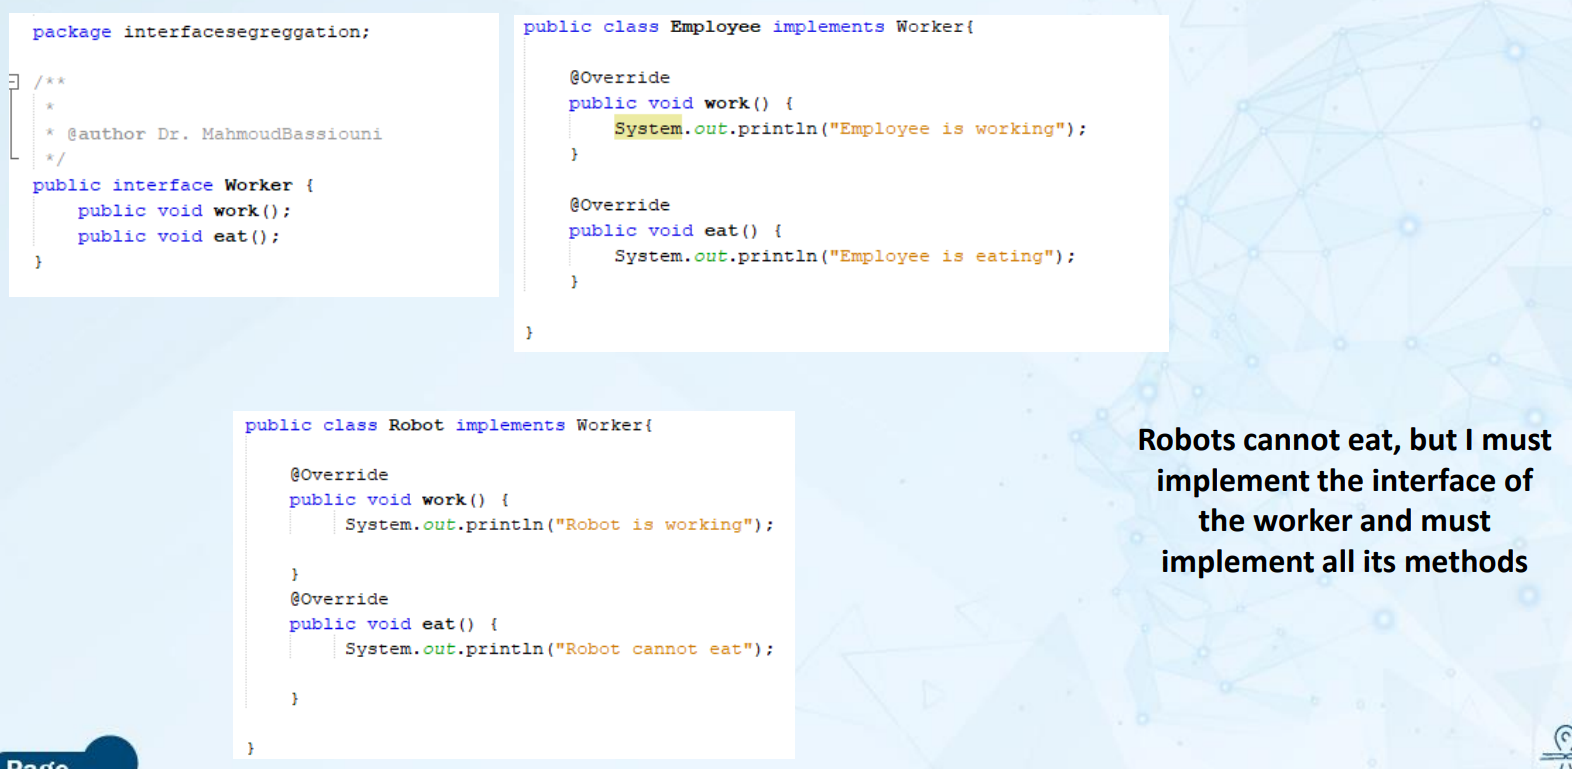 package interfacesegreggation;
/**
*
* @author Dr. MahmoudBassiouni
*/
public interface Worker {
public void work();
public void eat();
}
public class Employee implements Worker{
@Override
public void work() {
System.out.println("Employee is working");
}
@Override
public void eat() {
System.out.println("Employee is eating");
}
}
public class Robot implements Worker{
@Override
public void work() {
System.out.println("Robot is working");
}
@Override
public void eat() {
System.out.println("Robot cannot eat");
}
}
Robots cannot eat, but I must
implement the interface of
the worker and must
implement all its methods
Page